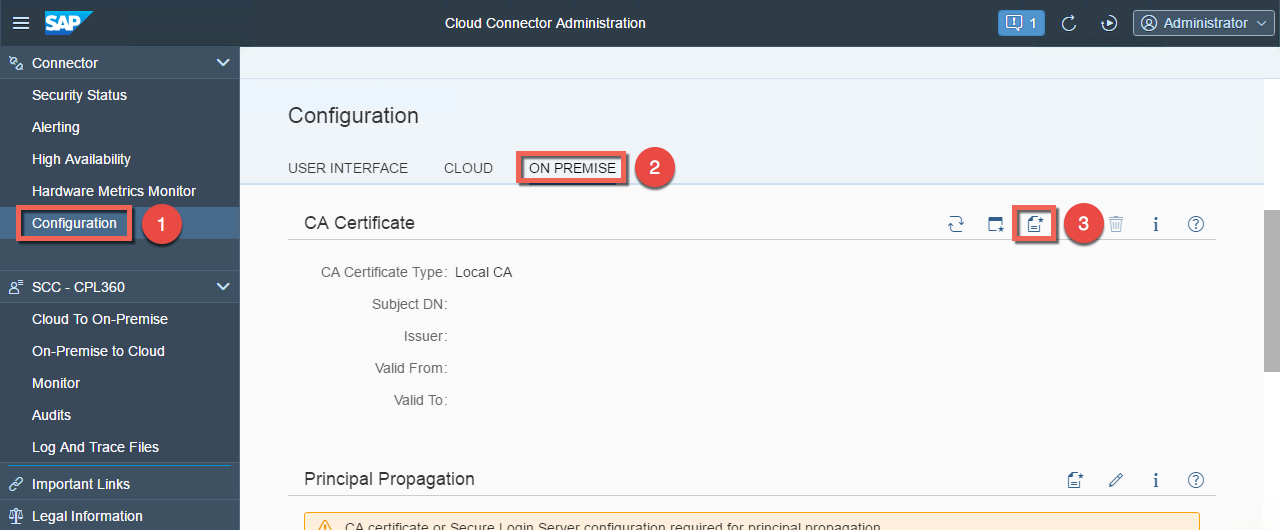 SAP
Cloud Connector Administration
1
Administrator
Connector
Security Status
Alerting
High Availability
Hardware Metrics Monitor
Configuration
1
SCC - CPL360
Cloud To On-Premise
On-Premise to Cloud
Monitor
Audits
Log And Trace Files
Important Links
Legal Information
Configuration
USER INTERFACE
CLOUD
ON PREMISE
2
CA Certificate
3
CA Certificate Type: Local CA
Subject DN:
Issuer:
Valid From:
Valid To:
Principal Propagation
CA certificate or Secure Login Server configuration required for principal propagation